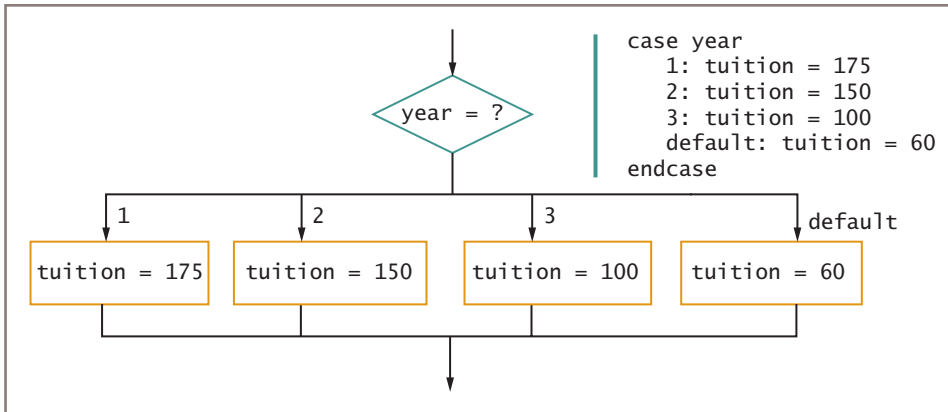 case year
1: tuition = 175
2: tuition = 150
3: tuition = 100
default: tuition = 60
endcase
year = ?
1
2
3
default
tuition = 175
tuition = 150
tuition = 100
tuition = 60